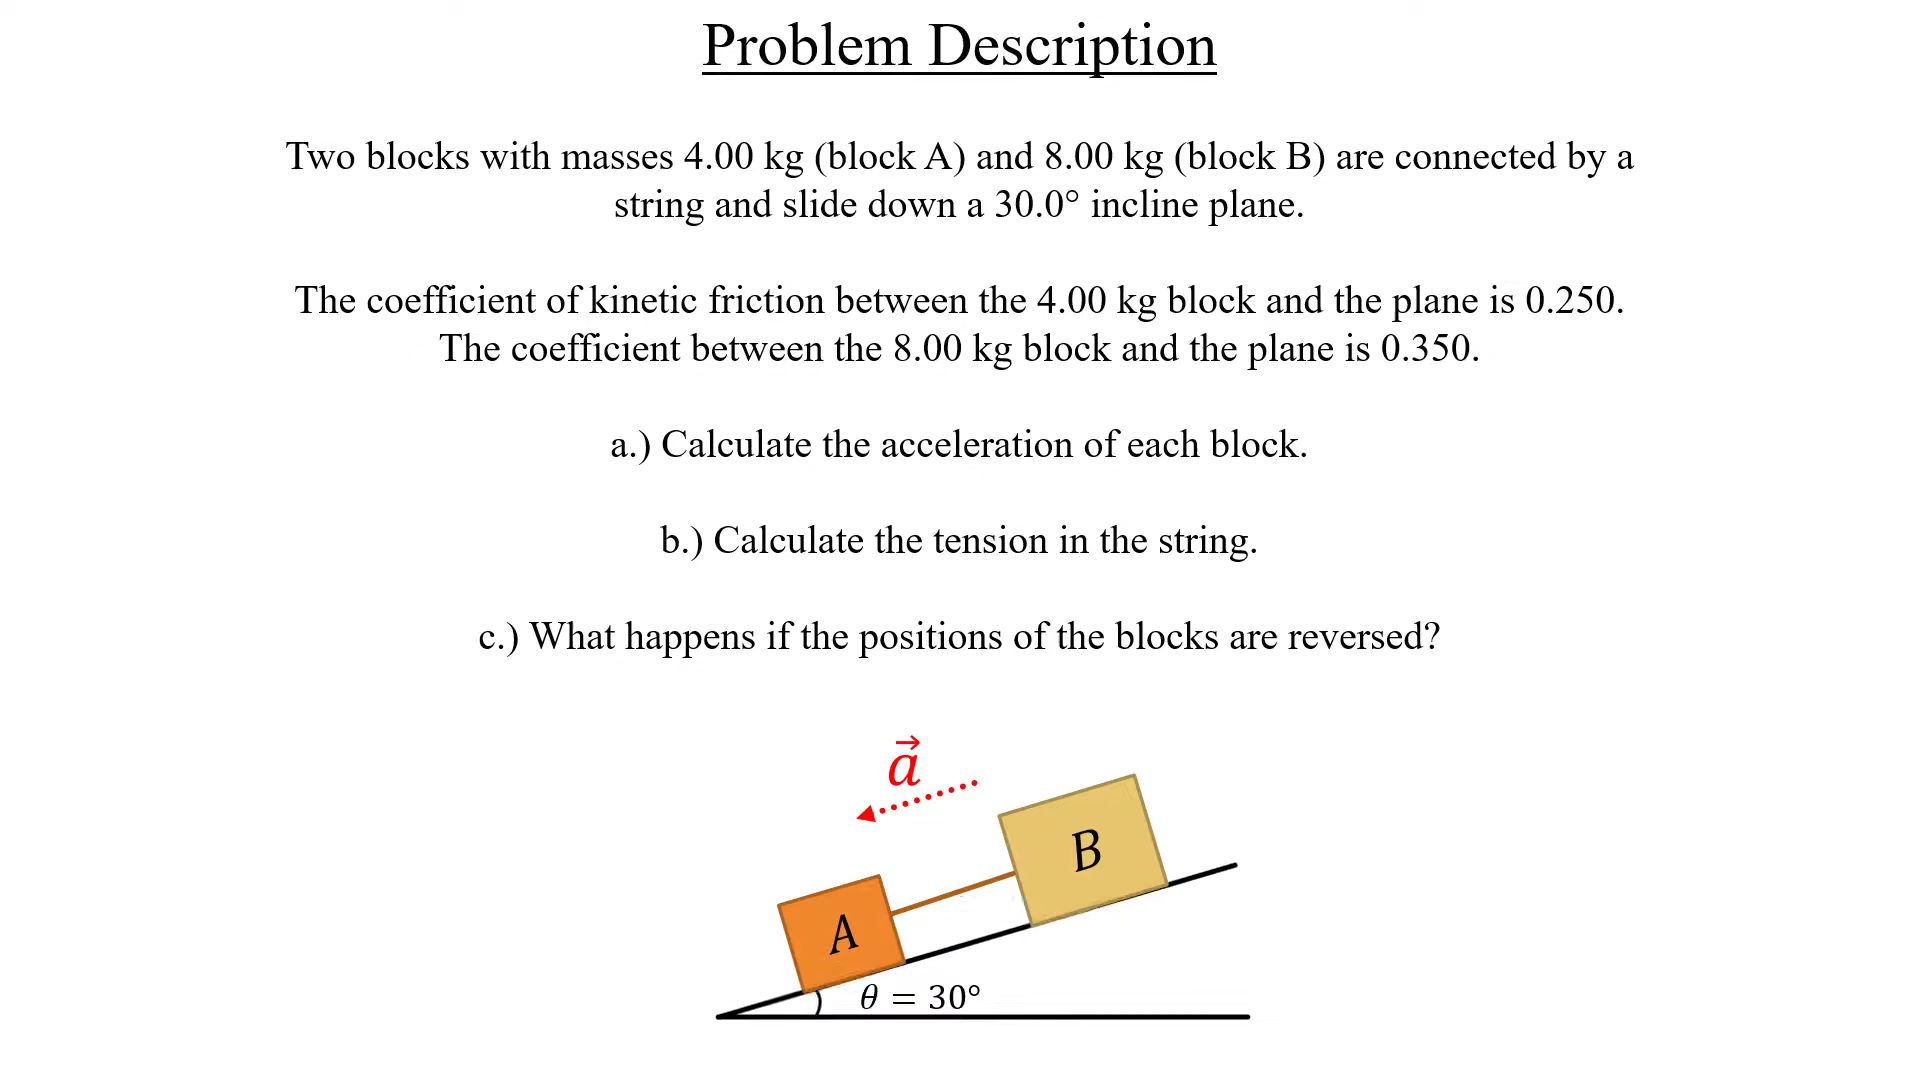 Problem Description
Two blocks with masses 4.00 kg (block A) and 8.00 kg (block B) are connected by a
string and slide down a 30.0° incline plane.
The coefficient of kinetic friction between the 4.00 kg block and the plane is 0.250.
The coefficient between the 8.00 kg block and the plane is 0.350.
a.) Calculate the acceleration of each block.
b.) Calculate the tension in the string.
c.) What happens if the positions of the blocks are reversed?
a⃗
B
A
θ = 30°